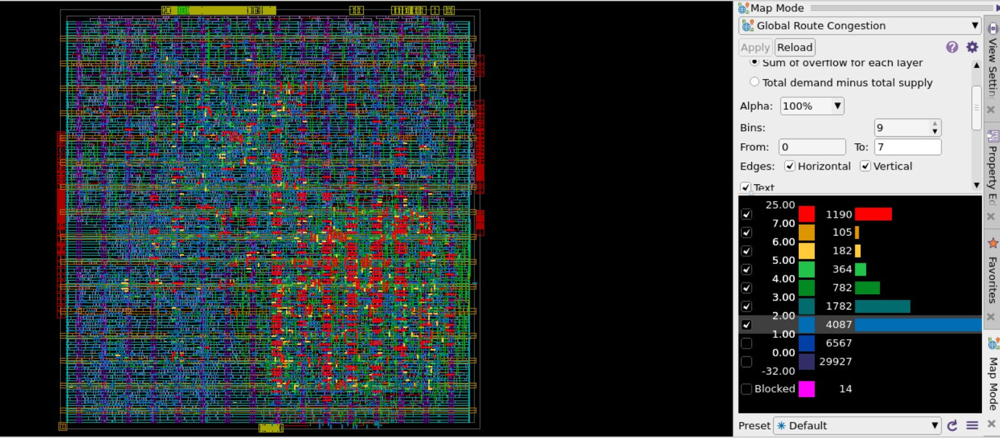 Map Mode
Global Route Congestion
Apply Reload
Sum of overflow for each layer
Total demand minus total supply
Alpha: 100%
Bins: 9
From: 0 To: 7
Edges: Horizontal Vertical
Text
25.00
1190
7.00
105
6.00
182
5.00
364
4.00
782
3.00
1782
2.00
4087
1.00
6567
0.00
29927
-32.00
Blocked 14
Preset Default
View Settin
Property Ed
Favorites
Map Mode